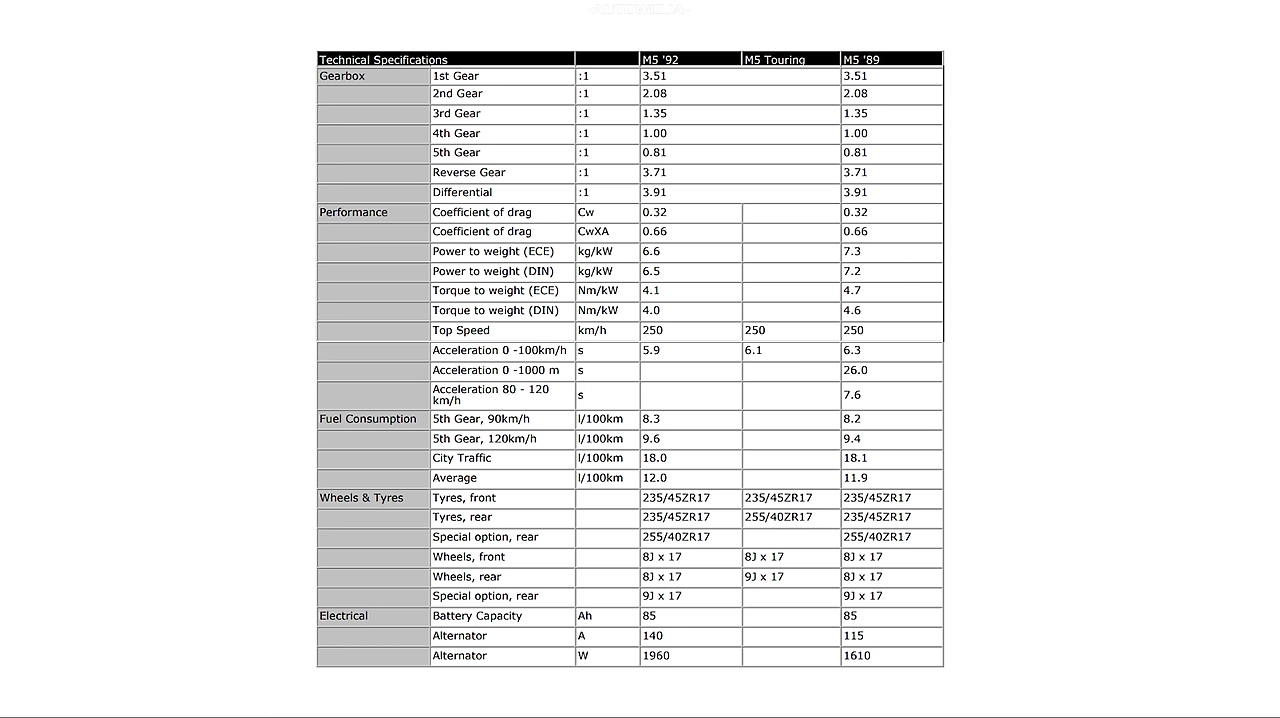 -AUTOWIZJA-
Technical Specifications M5 '92 M5 Touring M5 '89
Gearbox 1st Gear :1 3.51 3.51
2nd Gear :1 2.08 2.08
3rd Gear :1 1.35 1.35
4th Gear :1 1.00 1.00
5th Gear :1 0.81 0.81
Reverse Gear :1 3.71 3.71
Differential :1 3.91 3.91
Performance Coefficient of drag Cw 0.32 0.32
Coefficient of drag CwXA 0.66 0.66
Power to weight (ECE) kg/kW 6.6 7.3
Power to weight (DIN) kg/kW 6.5 7.2
Torque to weight (ECE) Nm/kW 4.1 4.7
Torque to weight (DIN) Nm/kW 4.0 4.6
Top Speed km/h 250 250 250
Acceleration 0 -100km/h s 5.9 6.1 6.3
Acceleration 0 -1000 m s 26.0
Acceleration 80 - 120
km/h s 7.6
Fuel Consumption 5th Gear, 90km/h l/100km 8.3 8.2
5th Gear, 120km/h l/100km 9.6 9.4
City Traffic l/100km 18.0 18.1
Average l/100km 12.0 11.9
Wheels & Tyres Tyres, front 235/45ZR17 235/45ZR17 235/45ZR17
Tyres, rear 235/45ZR17 255/40ZR17 235/45ZR17
Special option, rear 255/40ZR17 255/40ZR17
Wheels, front 8J x 17 8J x 17 8J x 17
Wheels, rear 8J x 17 9J x 17 8J x 17
Special option, rear 9J x 17 9J x 17
Electrical Battery Capacity Ah 85 85
Alternator A 140 115
Alternator W 1960 1610